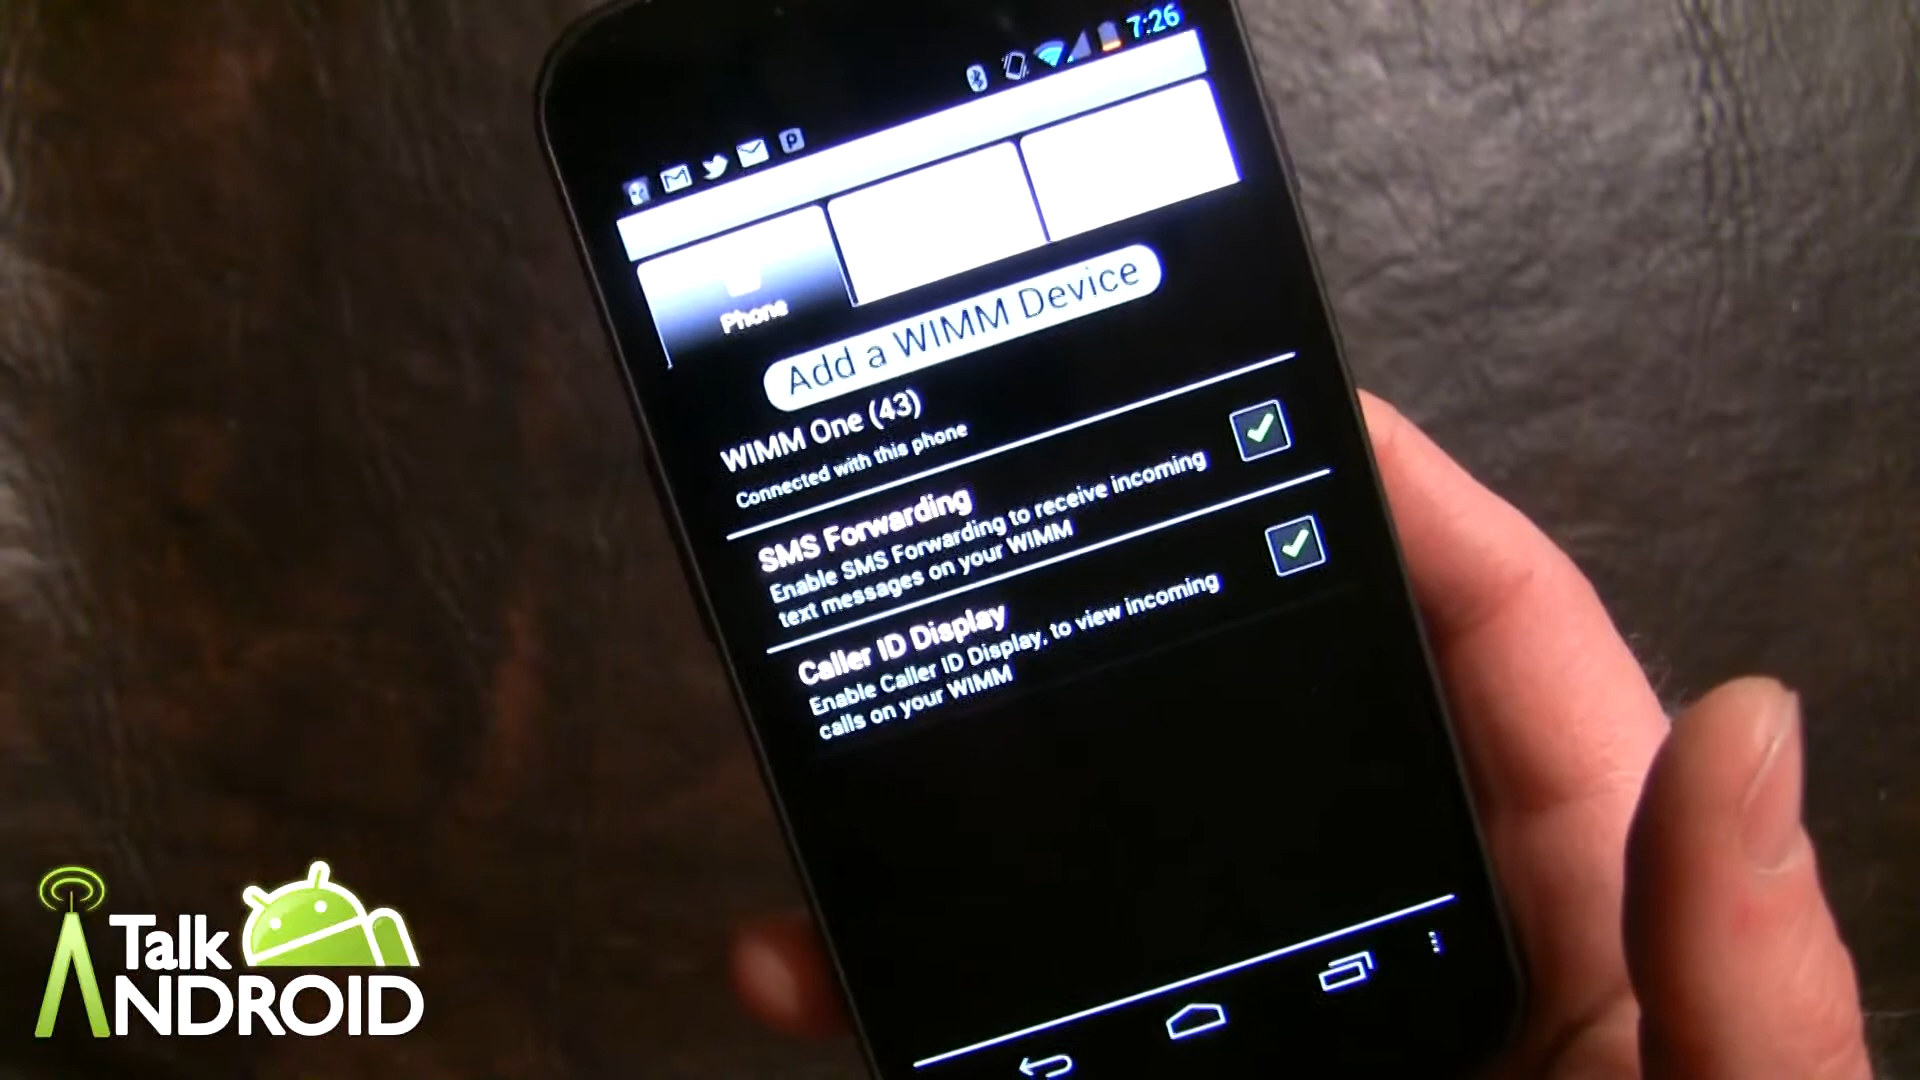 7:26
Phone
Add a WIMM Device
WIMM One (43)
Connected with this phone
SMS Forwarding
Enable SMS Forwarding to receive incoming
text messages on your WIMM
Caller ID Display
Enable Caller ID Display, to view incoming
calls on your WIMM
Talk
ANDROID